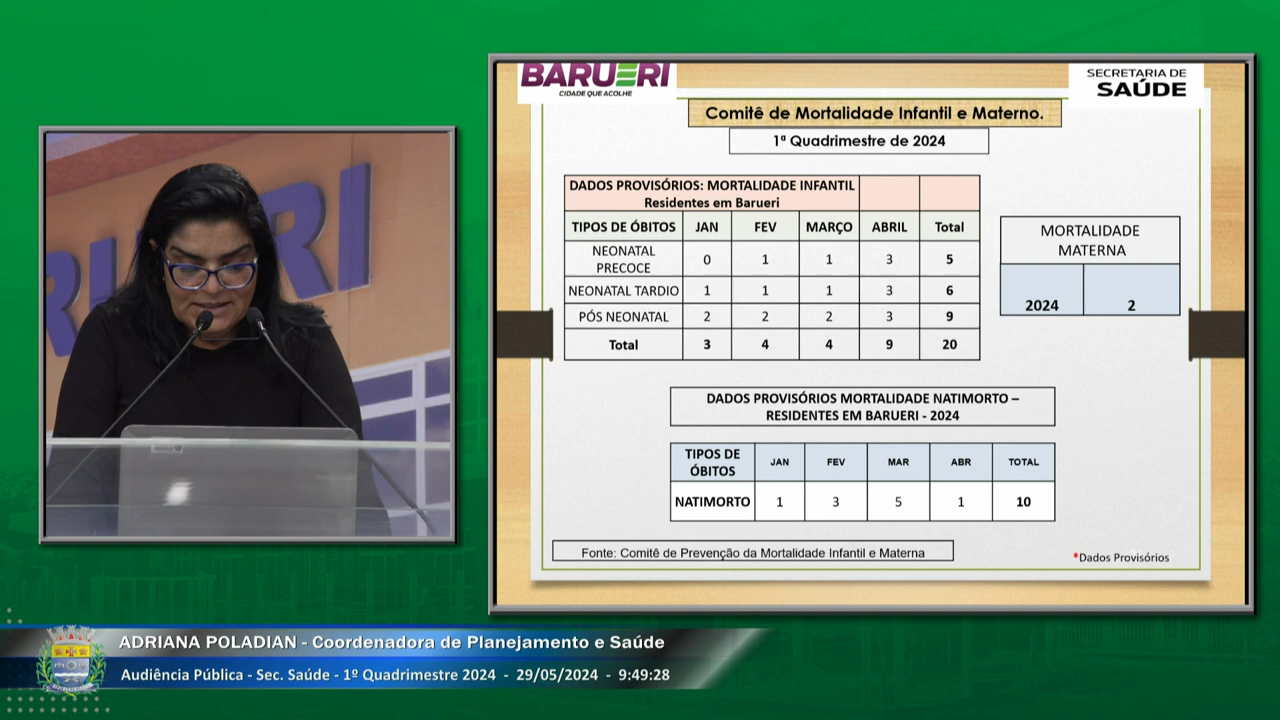 RI
ERI
BARUERI
CIDADE QUE ACOLHE
SECRETARIA DE
SAÚDE
Comitê de Mortalidade Infantil e Materno.
1ª Quadrimestre de 2024
DADOS PROVISÓRIOS: MORTALIDADE INFANTIL
Residentes em Barueri
TIPOS DE ÓBITOS JAN FEV MARÇO ABRIL Total
NEONATAL
PRECOCE 0 1 1 3 5
NEONATAL TARDIO 1 1 1 3 6
PÓS NEONATAL 2 2 2 3 9
Total 3 4 4 9 20
MORTALIDADE
MATERNA
2024 2
DADOS PROVISÓRIOS MORTALIDADE NATIMORTO –
RESIDENTES EM BARUERI - 2024
TIPOS DE
ÓBITOS JAN FEV MAR ABR TOTAL
NATIMORTO 1 3 5 1 10
Fonte: Comitê de Prevenção da Mortalidade Infantil e Materna
*Dados Provisórios
ADRIANA POLADIAN - Coordenadora de Planejamento e Saúde
Audiência Pública - Sec. Saúde - 1º Quadrimestre 2024 - 29/05/2024 - 9:49:28